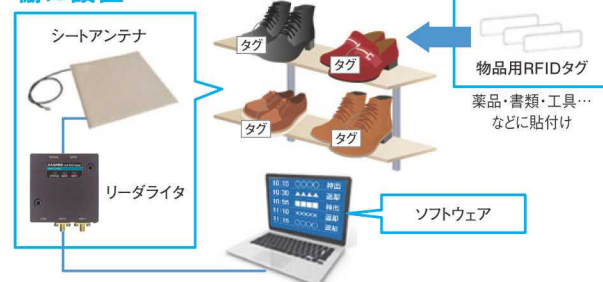 シートアンテナ
リーダライタ
タグ
タグ
タグ
タグ
物品用RFIDタグ
薬品・書類・工具…
などに貼付け
ソフトウェア
10:15 ○○○○ 持出
10:30 ▲▲▲▲ 返却
10:55 ■■■■ 持出
11:10 ××××× 返却
11:15 ○○○○ 返却